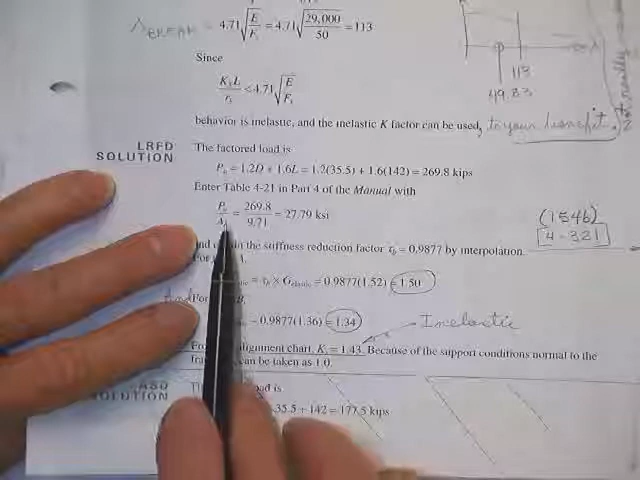 λ BREAK = 4.71√(E/Fy) = 4.71√(29,000/50) = 113
113
49.83
Since
KxL/rx < 4.71√(E/Fy)
behavior is inelastic, and the inelastic K factor can be used, to your benefit.
LRFD SOLUTION
The factored load is
Pu = 1.2D + 1.6L = 1.2(35.5) + 1.6(142) = 269.8 kips
Enter Table 4-21 in Part 4 of the Manual with
= 269.8/9.71 = 27.79 ksi
(1546)
4-321
the stiffness reduction factor τb = 0.9877 by interpolation.
= τb × Gelastic = 0.9877(1.52) = 1.50
And For
0.9877(1.36) = 1.34
Inelastic
alignment chart, Kx = 1.43. Because of the support conditions normal to the
can be taken as 1.0.
ASD SOLUTION
load is
35.5 + 142 = 177.5 kips